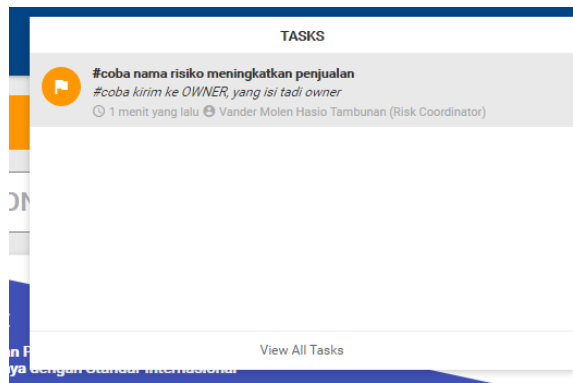 TASKS
#coba nama risiko meningkatkan penjualan
#coba kirim ke OWNER, yang isi tadi owner
1 menit yang lalu Vander Molen Hasio Tambunan (Risk Coordinator)
View All Tasks